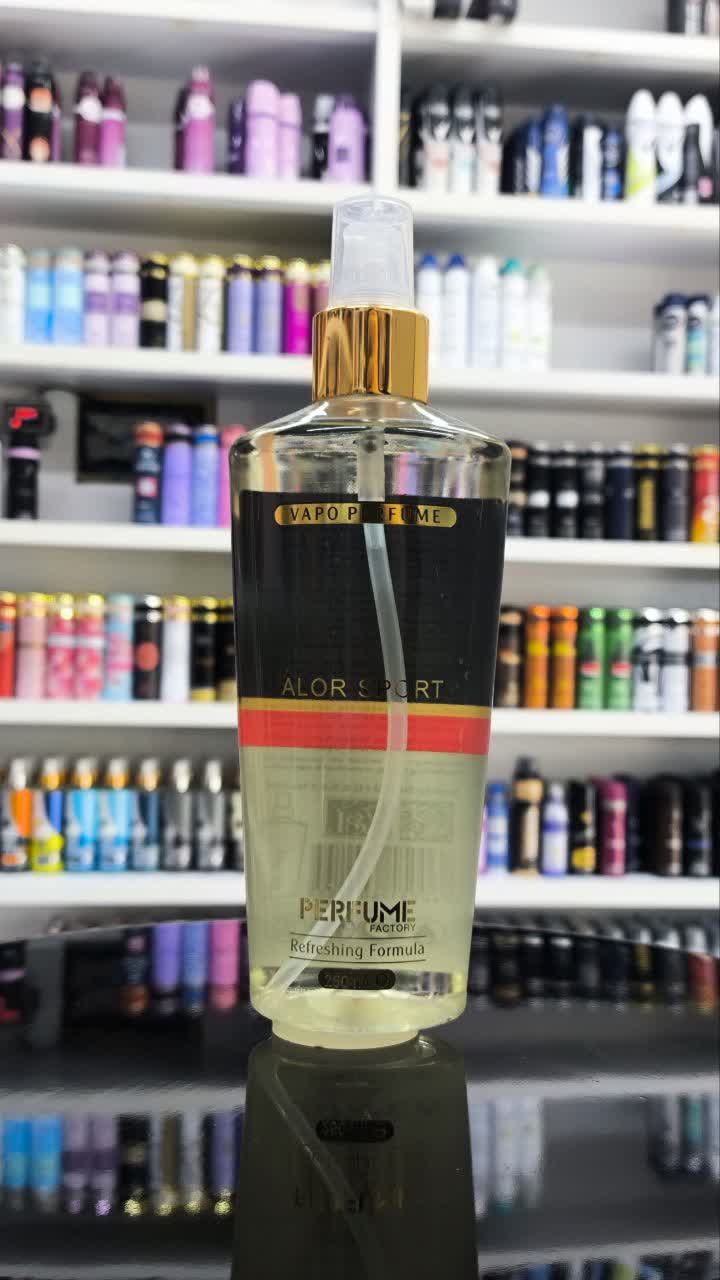 VAPO PERFUME
ALOR SPORT
PERFUME
FACTORY
Refreshing Formula